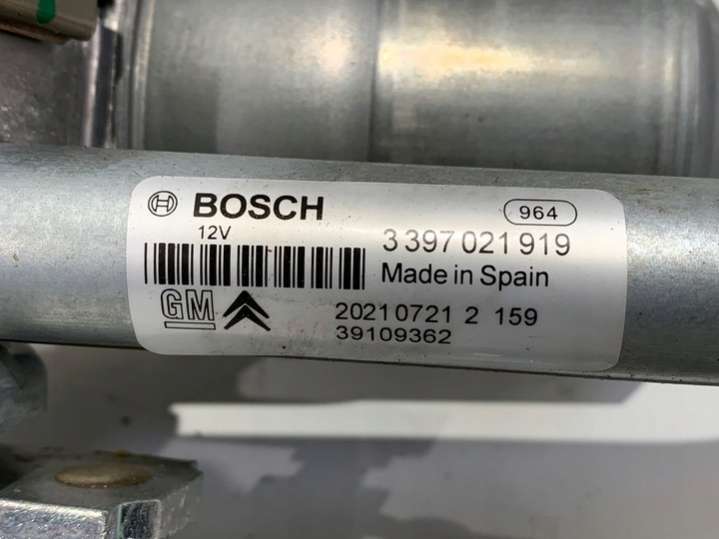 BOSCH 964
12V 3 397 021 919
Made in Spain
GM 20210721 2 159
39109362